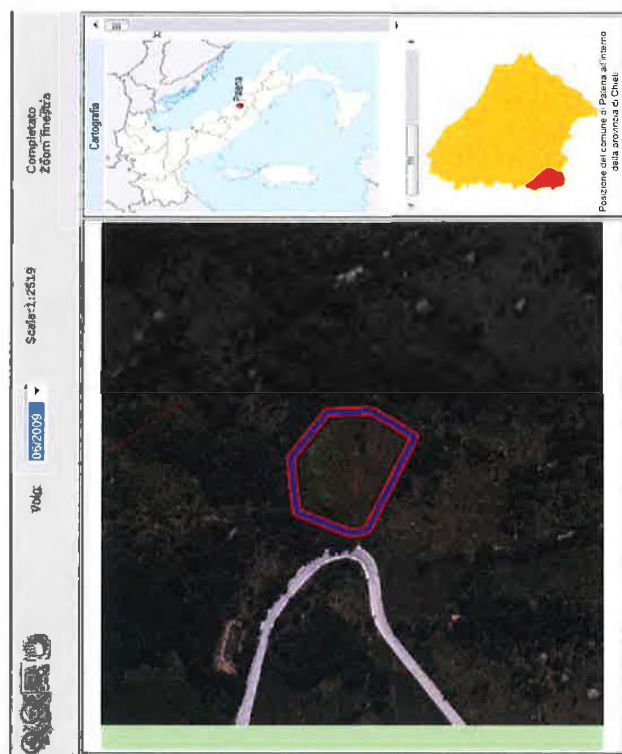 Volo: 06/2009
Scala=1:2519
Completato
zoom finestra
Cartografia
Palena
Posizione del comune di Palena all'interno
della provincia di Chieti